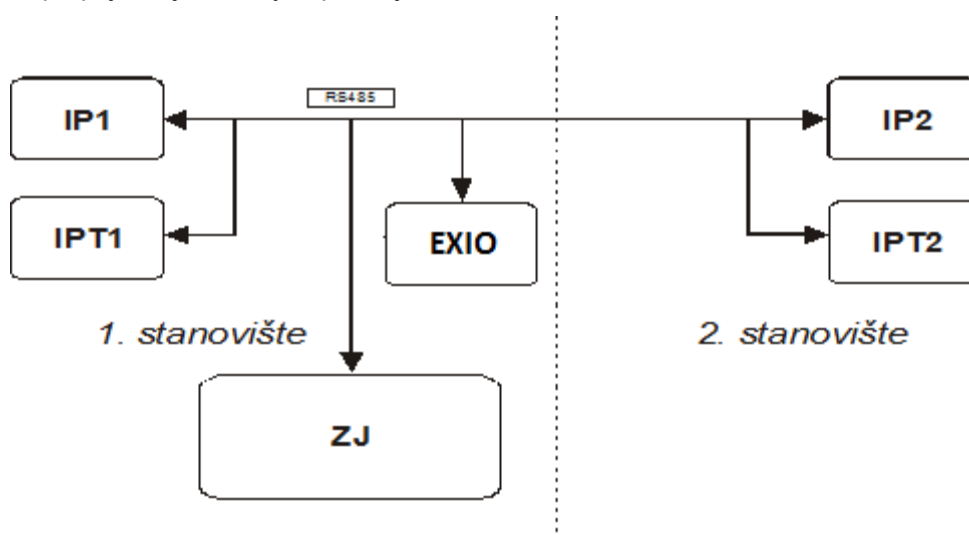 RS485
IP1
IP2
IPT1
EXIO
IPT2
1. stanovište
2. stanovište
ZJ